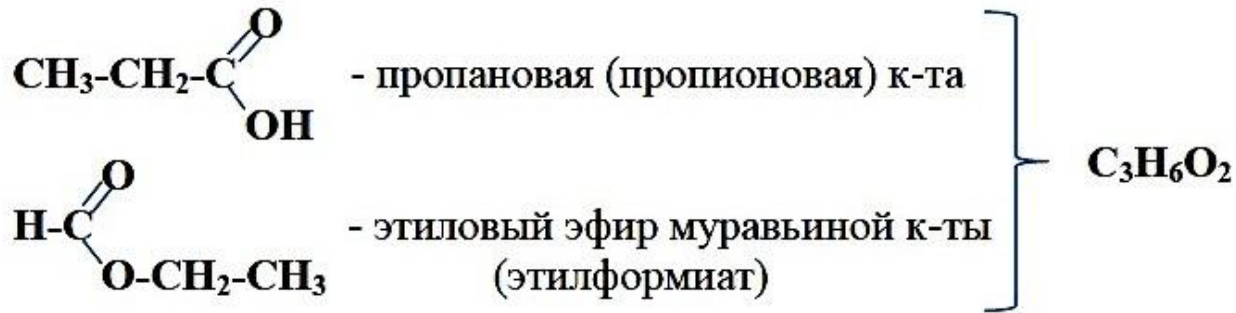 CH₃-CH₂-C
O
OH
- пропановая (пропионовая) к-та
H-C
O
O-CH₂-CH₃
- этиловый эфир муравьиной к-ты
(этилформиат)
C₃H₆O₂